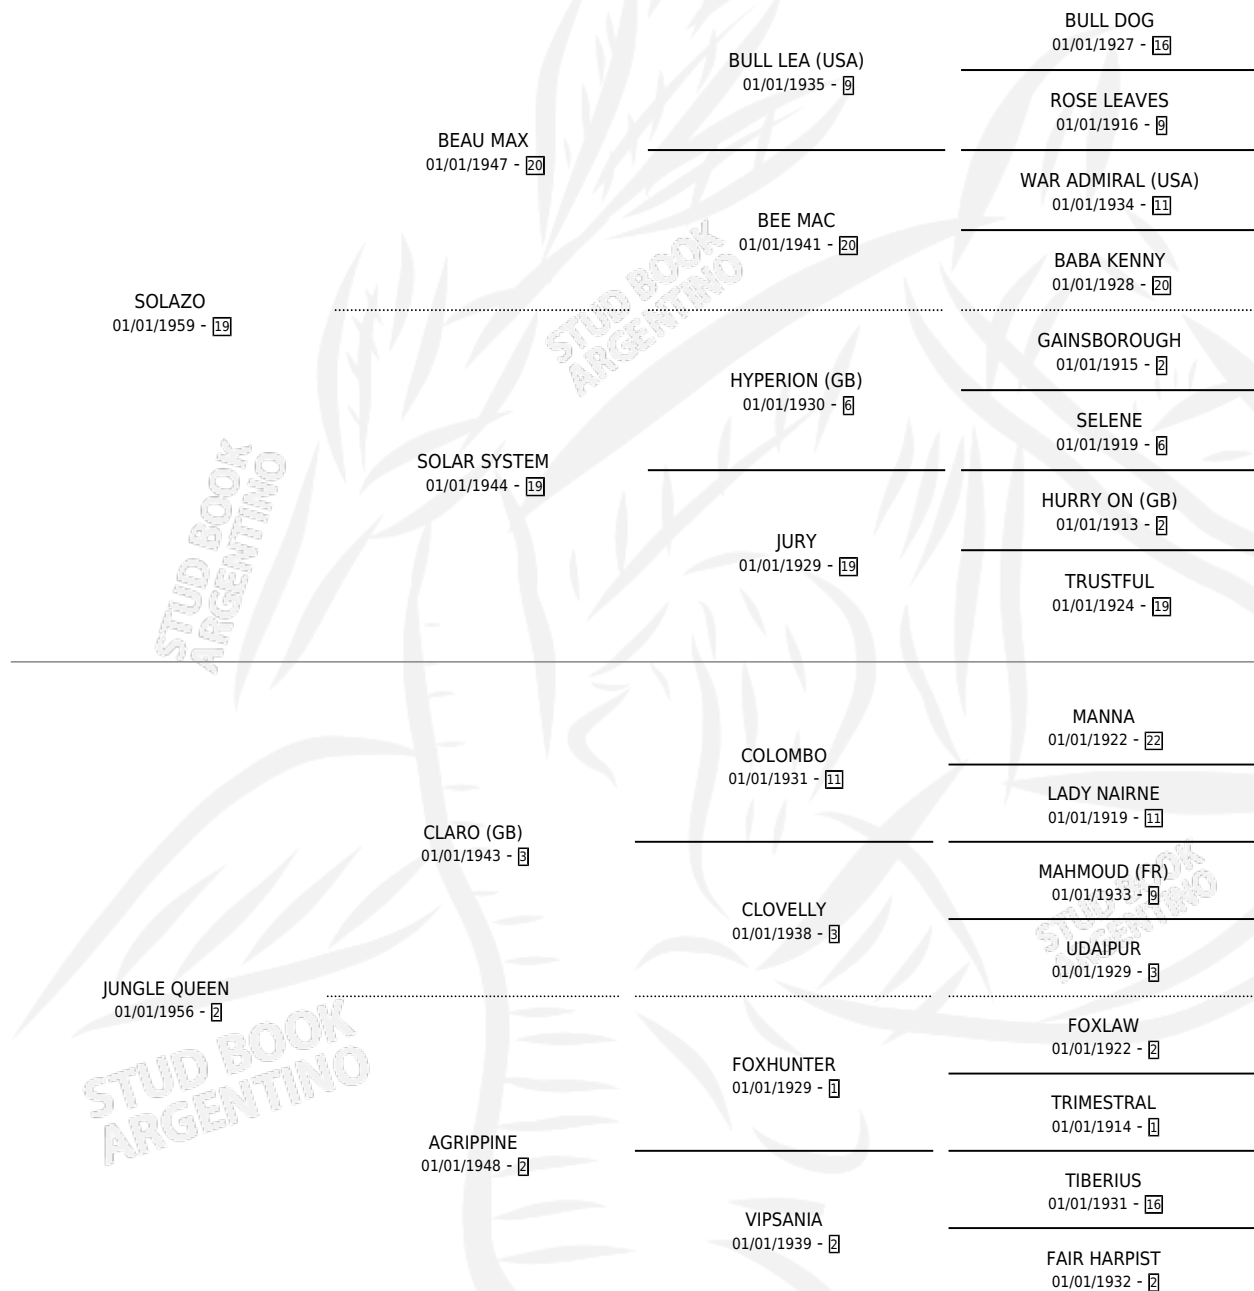 BULL DOG
01/01/1927 - 16
BULL LEA (USA)
01/01/1935 - 9
ROSE LEAVES
01/01/1916 - 9
BEAU MAX
01/01/1947 - 20
WAR ADMIRAL (USA)
01/01/1934 - 11
BEE MAC
01/01/1941 - 20
BABA KENNY
01/01/1928 - 20
SOLAZO
01/01/1959 - 19
GAINSBOROUGH
01/01/1915 - 2
HYPERION (GB)
01/01/1930 - 6
SELENE
01/01/1919 - 6
SOLAR SYSTEM
01/01/1944 - 19
HURRY ON (GB)
01/01/1913 - 2
JURY
01/01/1929 - 19
TRUSTFUL
01/01/1924 - 19
MANNA
01/01/1922 - 22
COLOMBO
01/01/1931 - 11
LADY NAIRNE
01/01/1919 - 11
CLARO (GB)
01/01/1943 - 3
MAHMOUD (FR)
01/01/1933 - 9
CLOVELLY
01/01/1938 - 3
UDAIPUR
01/01/1929 - 3
JUNGLE QUEEN
01/01/1956 - 2
FOXLAW
01/01/1922 - 2
FOXHUNTER
01/01/1929 - 1
TRIMESTRAL
01/01/1914 - 1
AGRIPPINE
01/01/1948 - 2
TIBERIUS
01/01/1931 - 16
VIPSANIA
01/01/1939 - 2
FAIR HARPIST
01/01/1932 - 2
STUD BOOK
ARGENTINO
STUD BOOK
ARGENTINO
STUD BOOK
ARGENTINO
STUD BOOK
ARGENTINO